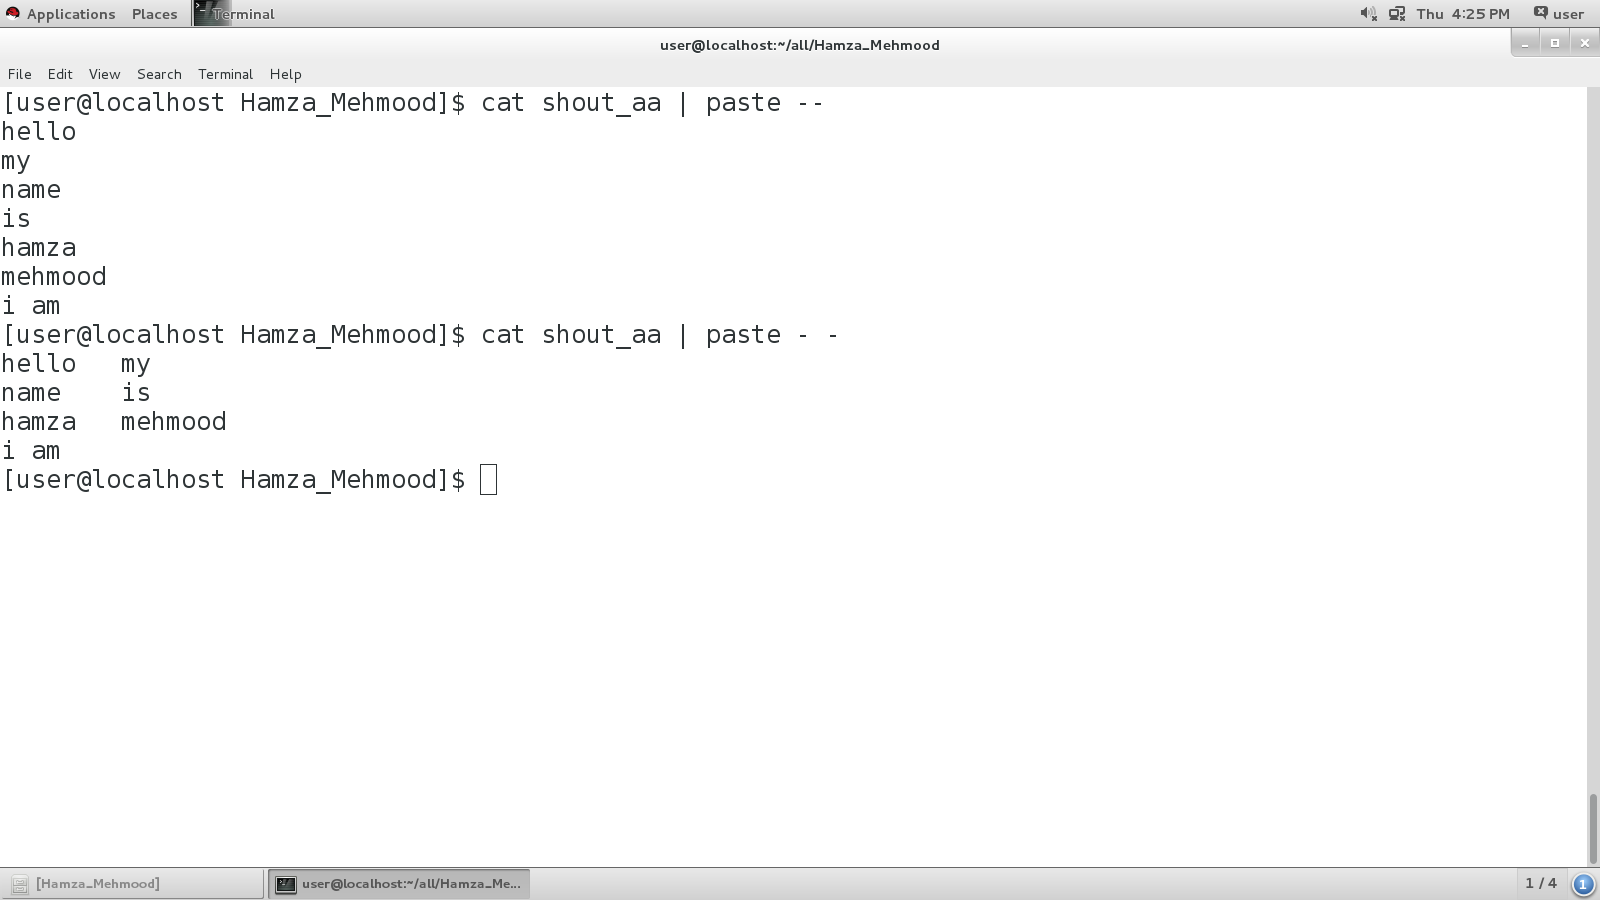 Applications Places Terminal Thu 4:25 PM user
user@localhost:~/all/Hamza_Mehmood
File Edit View Search Terminal Help
[user@localhost Hamza_Mehmood]$ cat shout_aa | paste --
hello
my
name
is
hamza
mehmood
i am
[user@localhost Hamza_Mehmood]$ cat shout_aa | paste - -
hello my
name is
hamza mehmood
i am
[user@localhost Hamza_Mehmood]$
[Hamza_Mehmood] user@localhost:~/all/Hamza_Me... 1 / 4 1